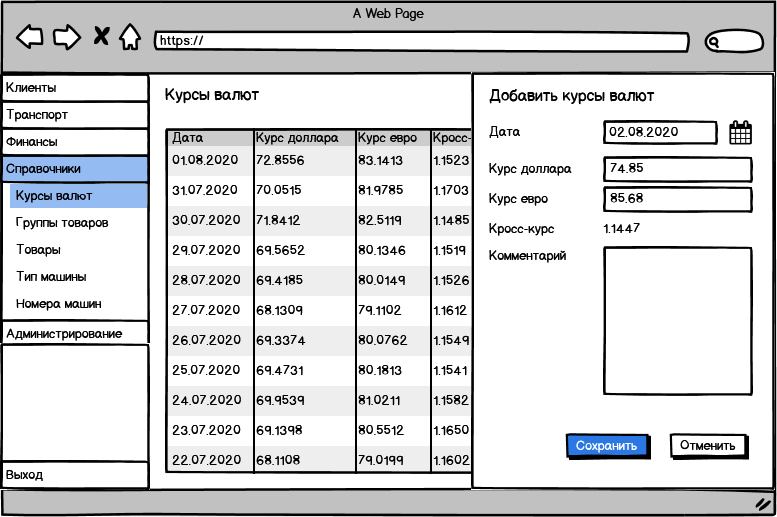 A Web Page
https://
Клиенты
Транспорт
Финансы
Справочники
Курсы валют
Группы товаров
Товары
Тип машины
Номера машин
Администрирование
Выход
Курсы валют
Дата Курс доллара Курс евро Кросс-
01.08.2020 72.8556 83.1413 1.1523
31.07.2020 70.0515 81.9785 1.1703
30.07.2020 71.8412 82.5119 1.1485
29.07.2020 69.5652 80.1346 1.1519
28.07.2020 69.4185 80.0149 1.1526
27.07.2020 68.1309 79.1102 1.1612
26.07.2020 69.3374 80.0762 1.1549
25.07.2020 69.4731 80.1813 1.1541
24.07.2020 69.9539 81.0211 1.1582
23.07.2020 69.1398 80.5512 1.1650
22.07.2020 68.1108 79.0199 1.1602
Добавить курсы валют
Дата 02.08.2020
Курс доллара 74.85
Курс евро 85.68
Кросс-курс 1.1447
Комментарий
Сохранить Отменить